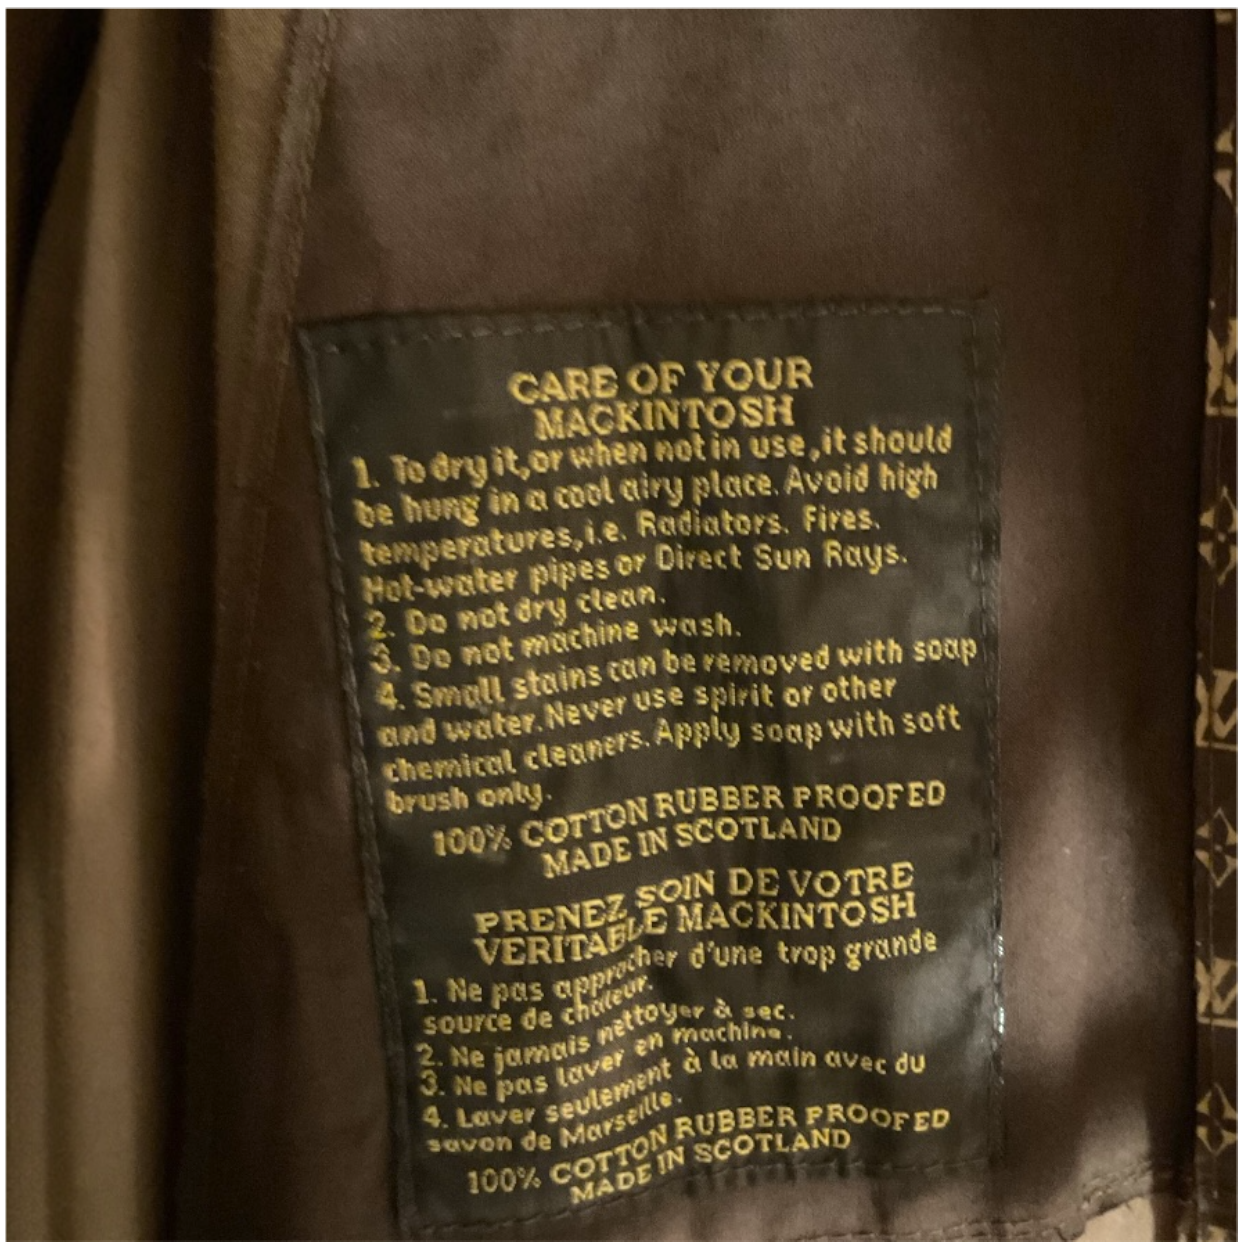 CARE OF YOUR
MACKINTOSH
1. To dry it, or when not in use, it should
be hung in a cool airy place. Avoid high
temperatures, i.e. Radiators. Fires.
Hot-water pipes or Direct Sun Rays.
2. Do not dry clean.
3. Do not machine wash.
4. Small stains can be removed with soap
and water. Never use spirit or other
chemical cleaners. Apply soap with soft
brush only.
100% COTTON RUBBER PROOFED
MADE IN SCOTLAND
PRENEZ SOIN DE VOTRE
VERITABLE MACKINTOSH
1. Ne pas approcher d'une trop grande
source de chaleur.
2. Ne jamais nettoyer à sec.
3. Ne pas laver en machine.
4. Laver seulement à la main avec du
savon de Marseille.
100% COTTON RUBBER PROOFED
MADE IN SCOTLAND